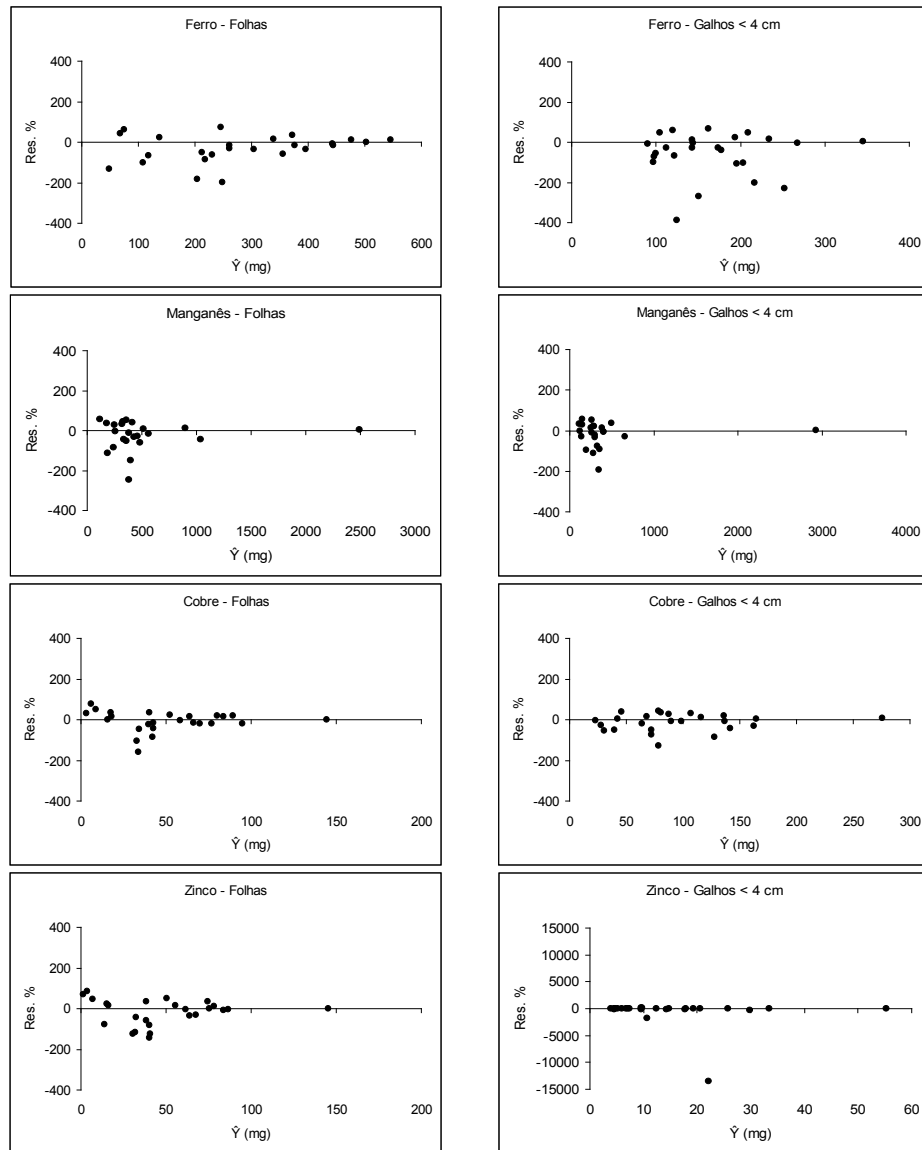 Ferro - Folhas
400
200
0
-200
-400
Res. %
0 100 200 300 400 500 600
Ŷ (mg)
Ferro - Galhos < 4 cm
400
200
0
-200
-400
Res. %
0 100 200 300 400
Ŷ (mg)
Manganês - Folhas
400
200
0
-200
-400
Res. %
0 500 1000 1500 2000 2500 3000
Ŷ (mg)
Manganês - Galhos < 4 cm
400
200
0
-200
-400
Res. %
0 1000 2000 3000 4000
Ŷ (mg)
Cobre - Folhas
400
200
0
-200
-400
Res. %
0 50 100 150 200
Ŷ (mg)
Cobre - Galhos < 4 cm
400
200
0
-200
-400
Res. %
0 50 100 150 200 250 300
Ŷ (mg)
Zinco - Folhas
400
200
0
-200
-400
Res. %
0 50 100 150 200
Ŷ (mg)
Zinco - Galhos < 4 cm
15000
10000
5000
0
-5000
-10000
-15000
Res. %
0 10 20 30 40 50 60
Ŷ (mg)